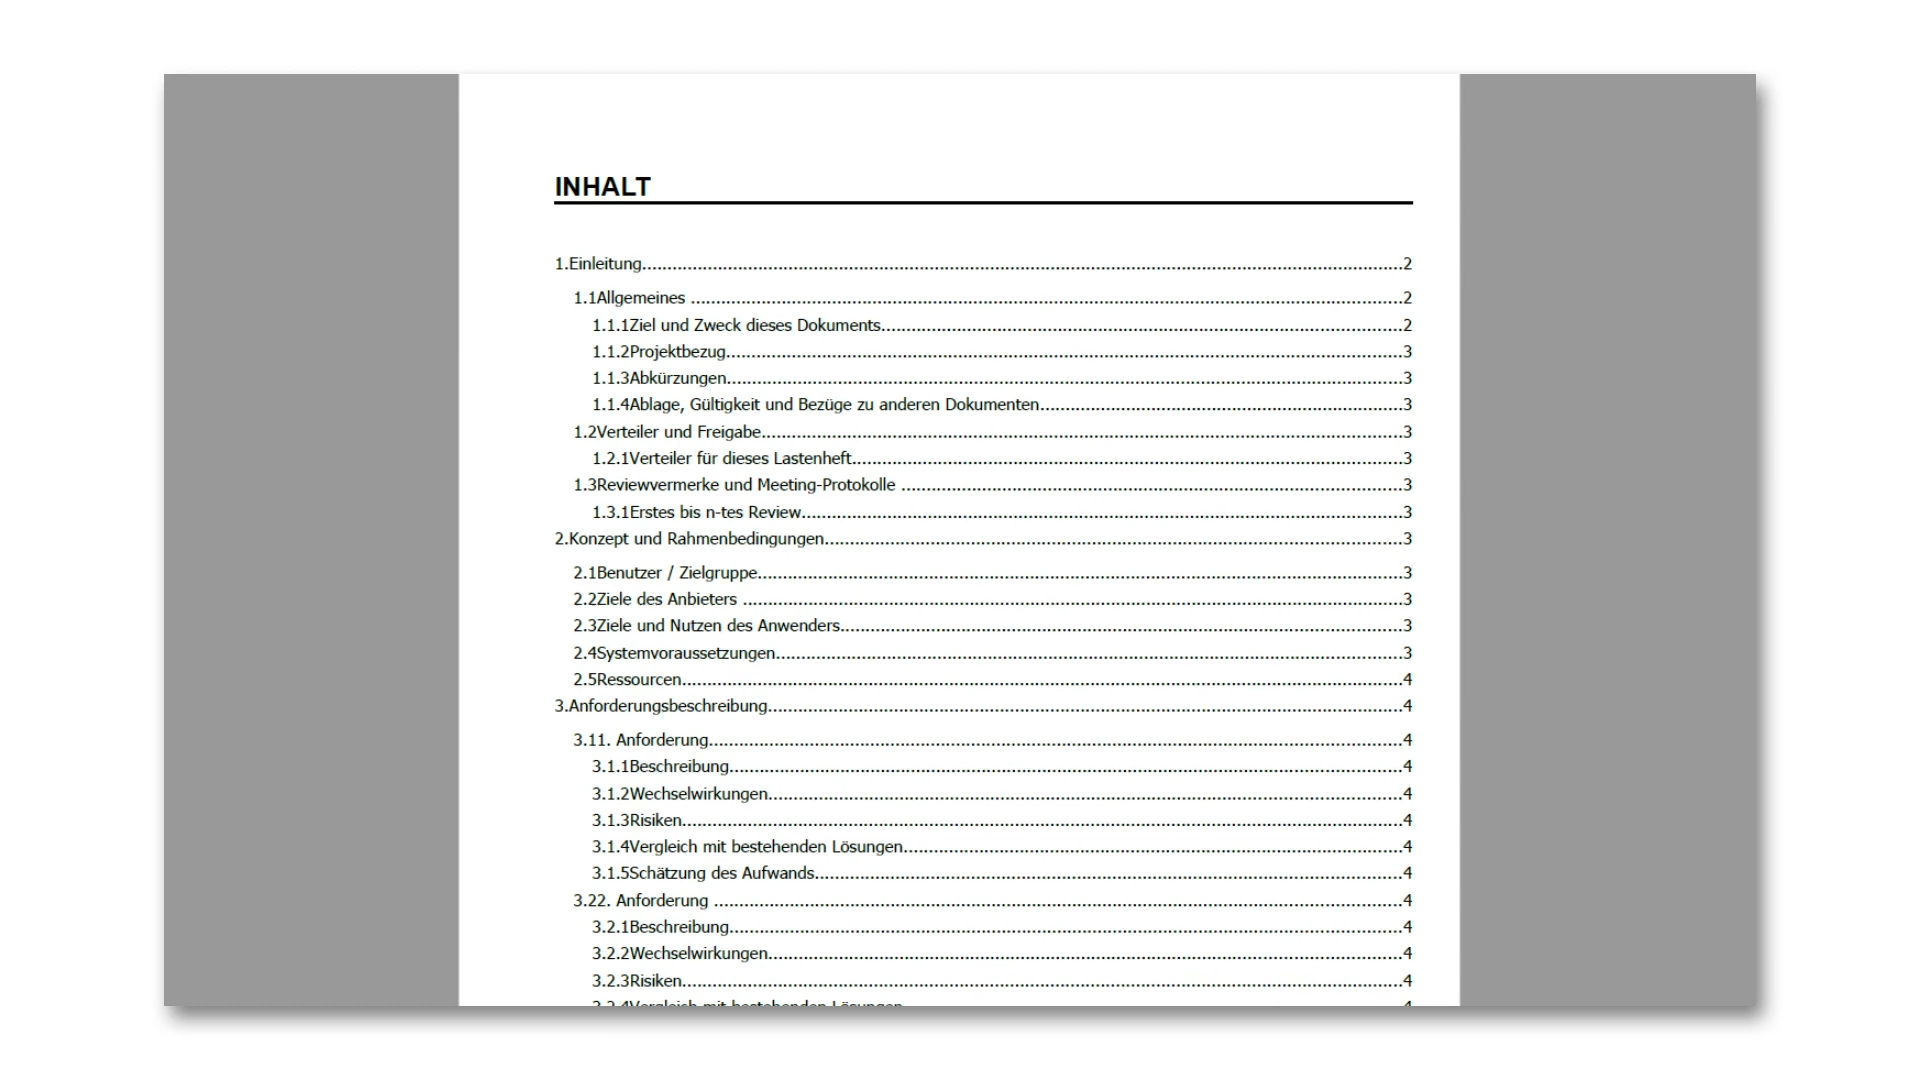 INHALT
1.Einleitung..........2
1.1Allgemeines ..........2
1.1.1Ziel und Zweck dieses Dokuments..........2
1.1.2Projektbezug..........3
1.1.3Abkürzungen..........3
1.1.4Ablage, Gültigkeit und Bezüge zu anderen Dokumenten..........3
1.2Verteiler und Freigabe..........3
1.2.1Verteiler für dieses Lastenheft..........3
1.3Reviewvermerke und Meeting-Protokolle ..........3
1.3.1Erstes bis n-tes Review..........3
2.Konzept und Rahmenbedingungen..........3
2.1Benutzer / Zielgruppe..........3
2.2Ziele des Anbieters ..........3
2.3Ziele und Nutzen des Anwenders..........3
2.4Systemvoraussetzungen..........3
2.5Ressourcen..........4
3.Anforderungsbeschreibung..........4
3.11. Anforderung..........4
3.1.1Beschreibung..........4
3.1.2Wechselwirkungen..........4
3.1.3Risiken..........4
3.1.4Vergleich mit bestehenden Lösungen..........4
3.1.5Schätzung des Aufwands..........4
3.22. Anforderung ..........4
3.2.1Beschreibung..........4
3.2.2Wechselwirkungen..........4
3.2.3Risiken..........4
3.2.4Vergleich mit bestehenden Lösungen..........4